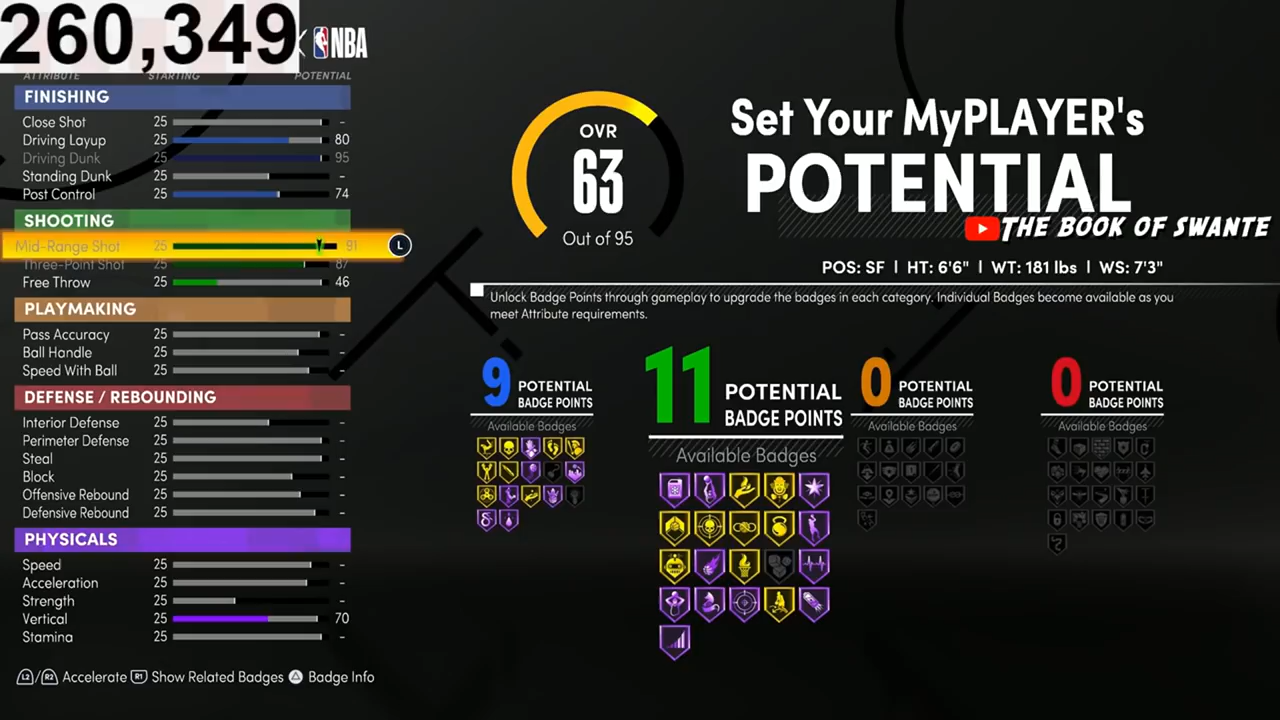 260,349
X NBA
ATTRIBUTE STARTING POTENTIAL
FINISHING
Close Shot 25 -
Driving Layup 25 80
Driving Dunk 25 95
Standing Dunk 25 -
Post Control 25 74
SHOOTING
Mid-Range Shot 25 91 L
Three-Point Shot 25 87
Free Throw 25 46
PLAYMAKING
Pass Accuracy 25 -
Ball Handle 25 -
Speed With Ball 25 -
DEFENSE / REBOUNDING
Interior Defense 25 -
Perimeter Defense 25 -
Steal 25 -
Block 25 -
Offensive Rebound 25 -
Defensive Rebound 25 -
PHYSICALS
Speed 25 -
Acceleration 25 -
Strength 25 -
Vertical 25 70
Stamina 25 -
L2/R2 Accelerate R1 Show Related Badges Badge Info
OVR
63
Out of 95
Set Your MyPLAYER's
POTENTIAL
THE BOOK OF SWANTE
POS: SF | HT: 6'6" | WT: 181 lbs | WS: 7'3"
Unlock Badge Points through gameplay to upgrade the badges in each category. Individual Badges become available as you
meet Attribute requirements.
9 POTENTIAL
BADGE POINTS
Available Badges
11 POTENTIAL
BADGE POINTS
Available Badges
0 POTENTIAL
BADGE POINTS
Available Badges
0 POTENTIAL
BADGE POINTS
Available Badges